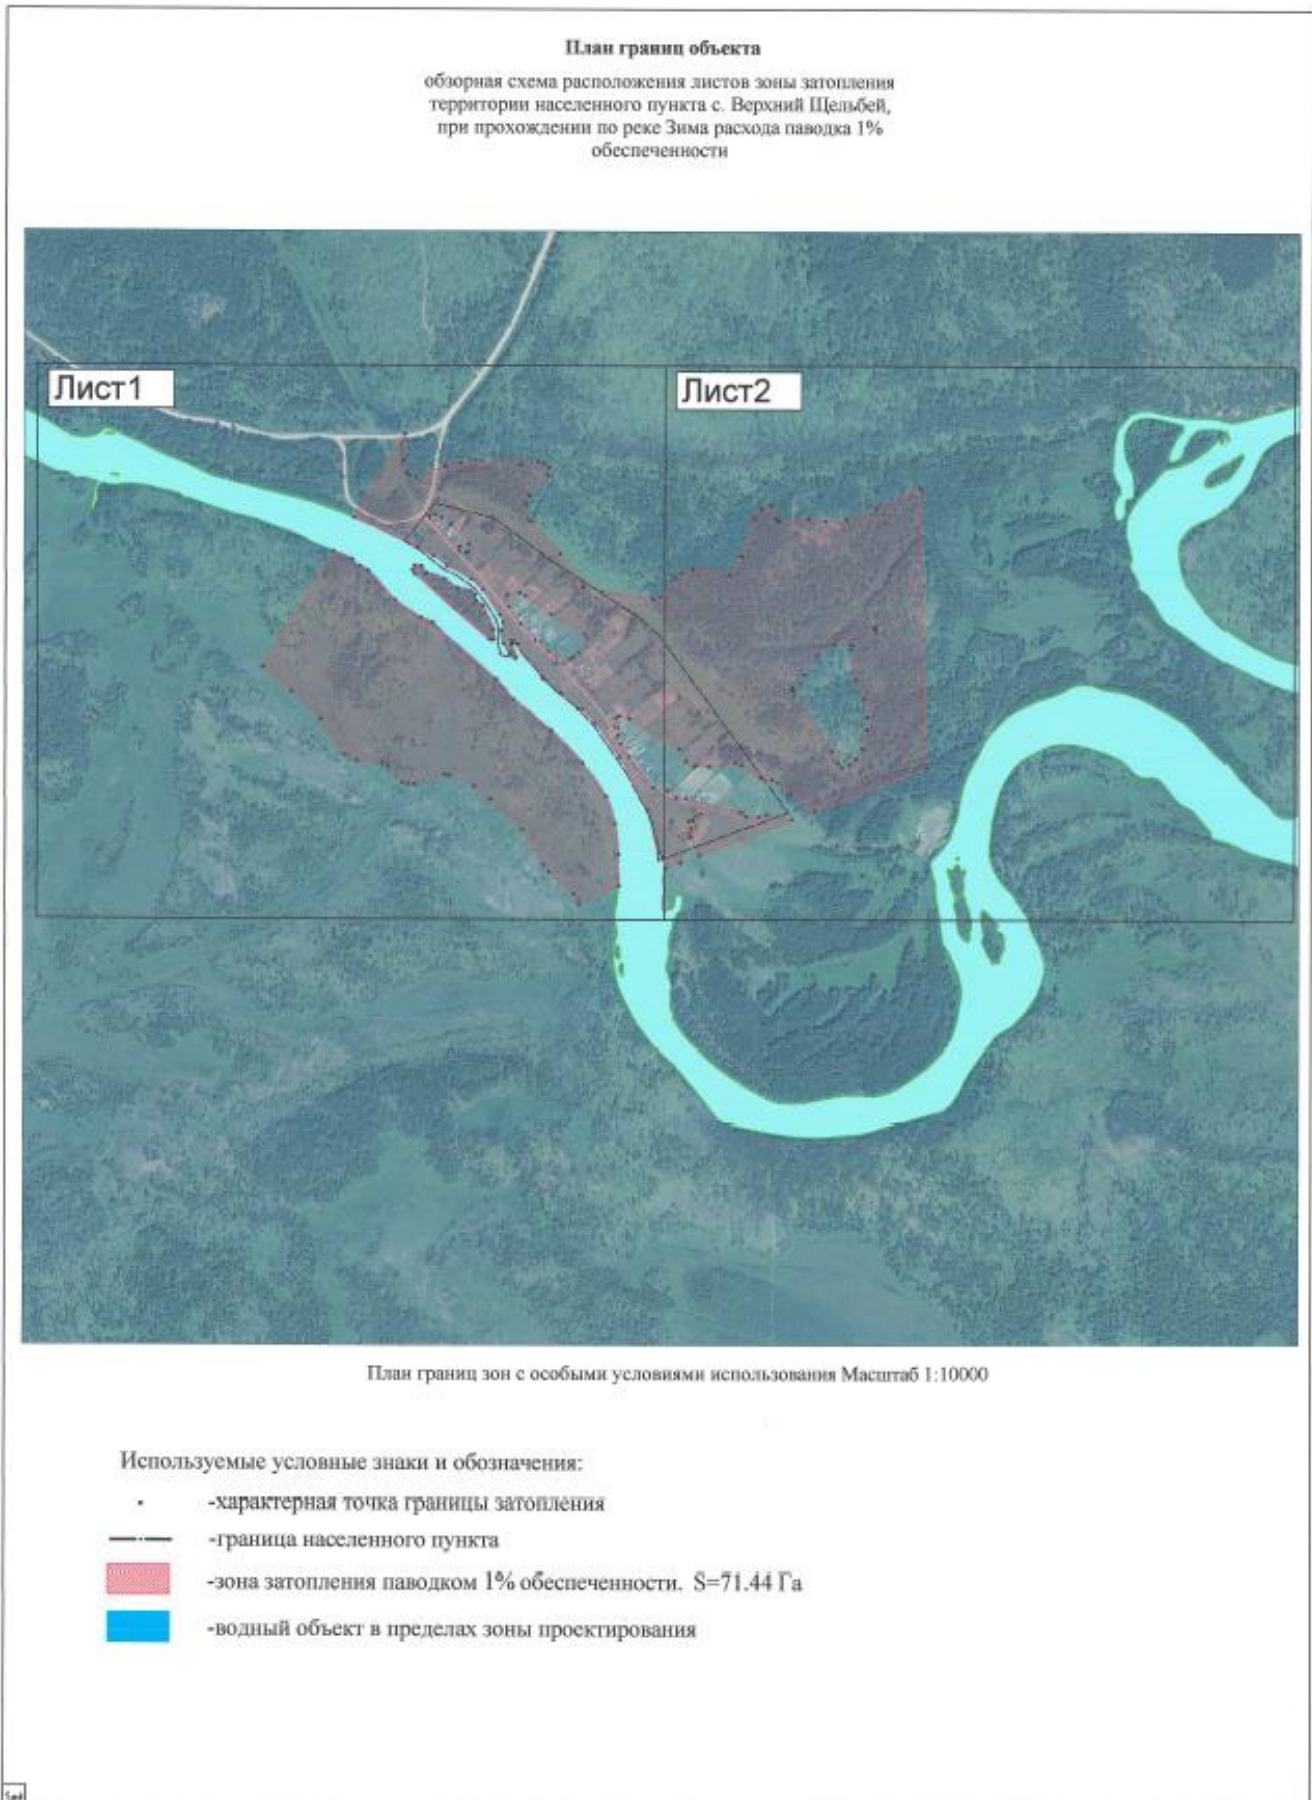 План границ объекта
обзорная схема расположения листов зоны затопления
территории населенного пункта с. Верхний Щельбей,
при прохождении по реке Зима расхода паводка 1%
обеспеченности
Лист1
Лист2
План границ зон с особыми условиями использования Масштаб 1:10000
Используемые условные знаки и обозначения:
-характерная точка границы затопления
-граница населенного пункта
-зона затопления паводком 1% обеспеченности. S=71.44 Га
-водный объект в пределах зоны проектирования